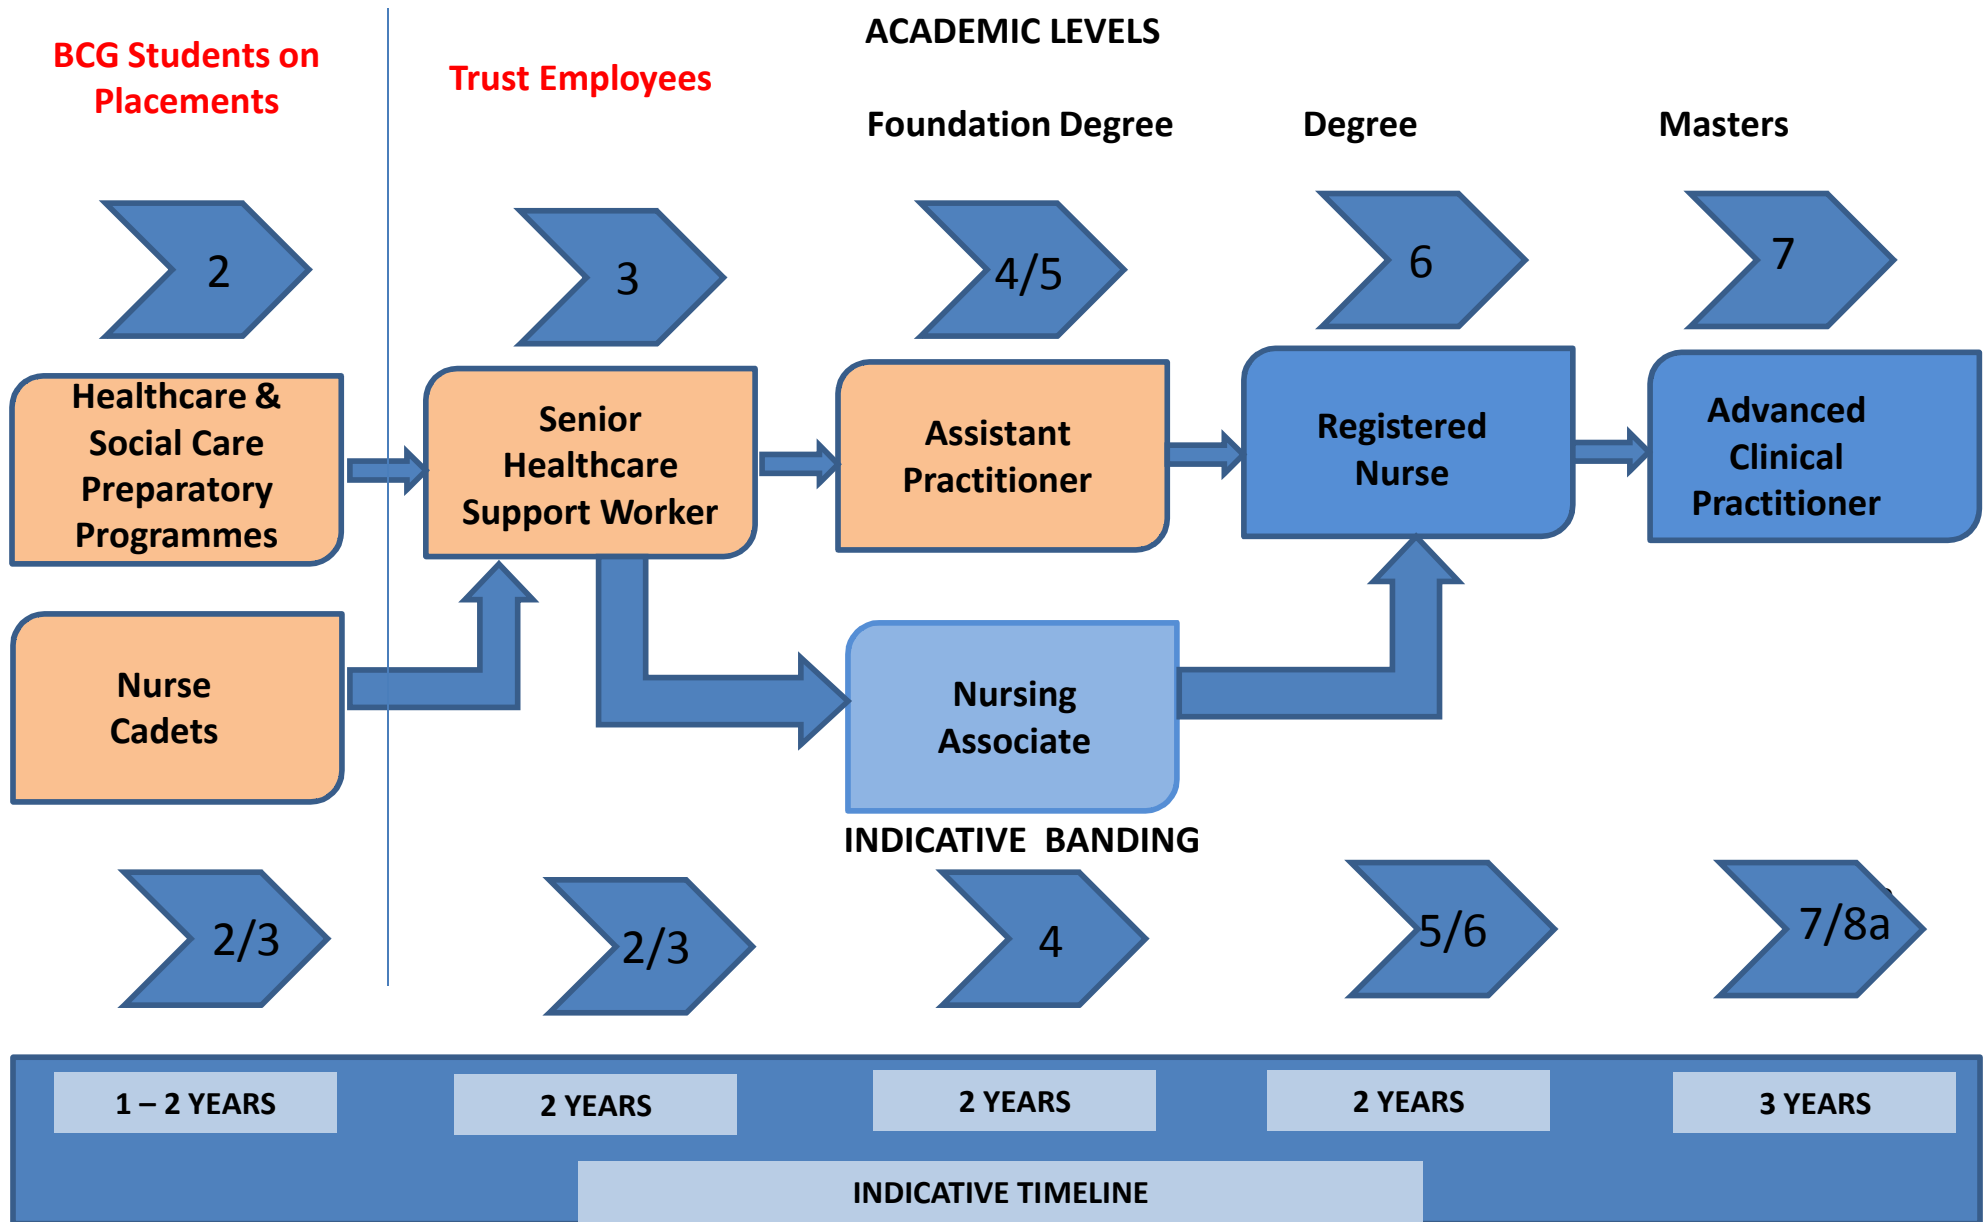 BCG Students on
Placements
Trust Employees
ACADEMIC LEVELS
Foundation Degree
Degree
Masters
2
3
4/5
6
7
Healthcare &
Social Care
Preparatory
Programmes
Senior
Healthcare
Support Worker
Assistant
Practitioner
Registered
Nurse
Advanced
Clinical
Practitioner
Nurse
Cadets
Nursing
Associate
INDICATIVE BANDING
2/3
2/3
4
5/6
7/8a
1 – 2 YEARS
2 YEARS
2 YEARS
2 YEARS
3 YEARS
INDICATIVE TIMELINE